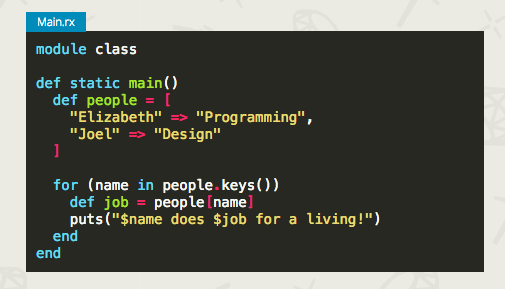 Main.rx
module class
def static main()
def people = [
"Elizabeth" => "Programming",
"Joel" => "Design"
]
for (name in people.keys())
def job = people[name]
puts("$name does $job for a living!")
end
end